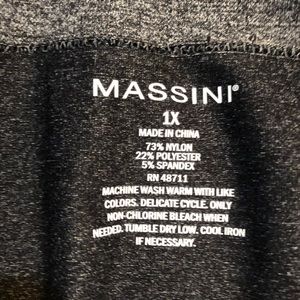 MASSINI®
1X
MADE IN CHINA
73% NYLON
22% POLYESTER
5% SPANDEX
RN 48711
MACHINE WASH WARM WITH LIKE
COLORS. DELICATE CYCLE. ONLY
NON-CHLORINE BLEACH WHEN
NEEDED. TUMBLE DRY LOW. COOL IRON
IF NECESSARY.